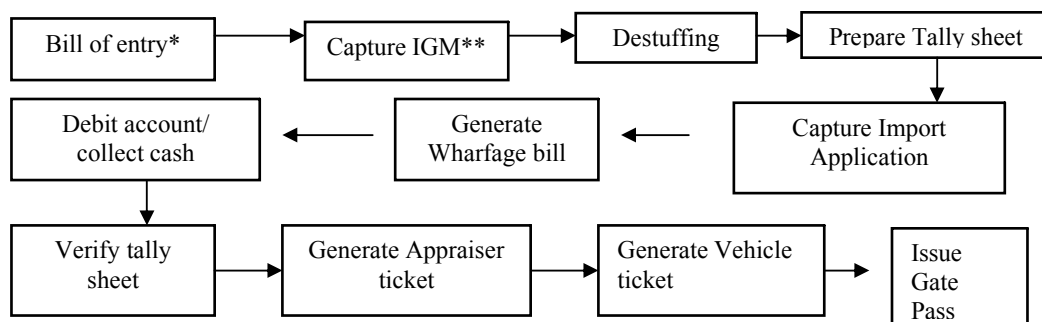 Bill of entry*
Capture IGM**
Destuffing
Prepare Tally sheet
Capture Import
Application
Generate
Wharfage bill
Debit account/
collect cash
Verify tally
sheet
Generate Appraiser
ticket
Generate Vehicle
ticket
Issue
Gate
Pass